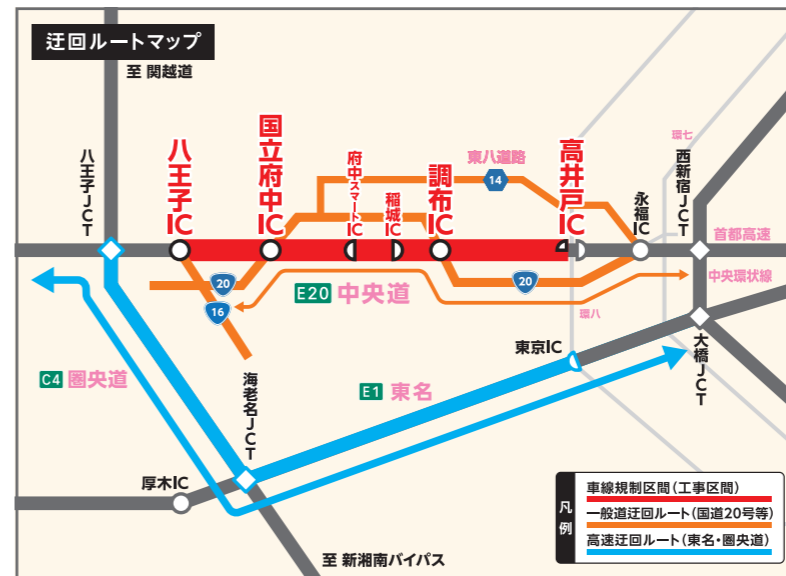 迂回ルートマップ
至 関越道
八王子JCT
八王子IC
国立府中IC
府中スマートIC
稲城IC
調布IC
東八道路
14
高井戸IC
永福IC
環七
西新宿JCT
首都高速
中央環状線
20
16
E20 中央道
20
環八
東京IC
大橋JCT
C4 圏央道
海老名JCT
E1 東名
厚木IC
至 新湘南バイパス
凡例
車線規制区間(工事区間)
一般道迂回ルート(国道20号等)
高速迂回ルート(東名・圏央道)